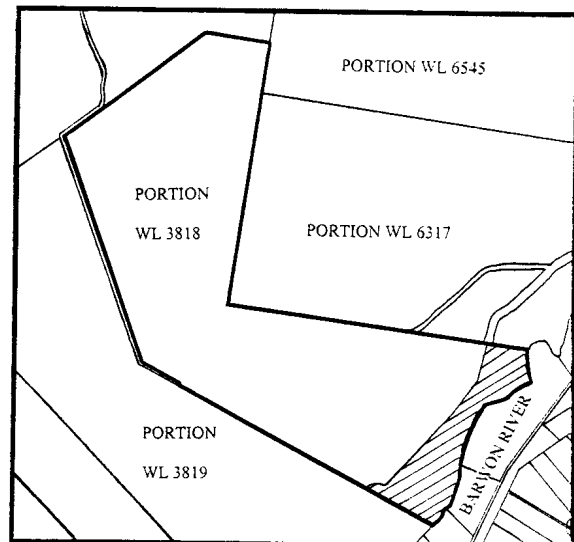 PORTION WL 6545
PORTION
WL 3818
PORTION WL 6317
PORTION
WL 3819
BARWON RIVER